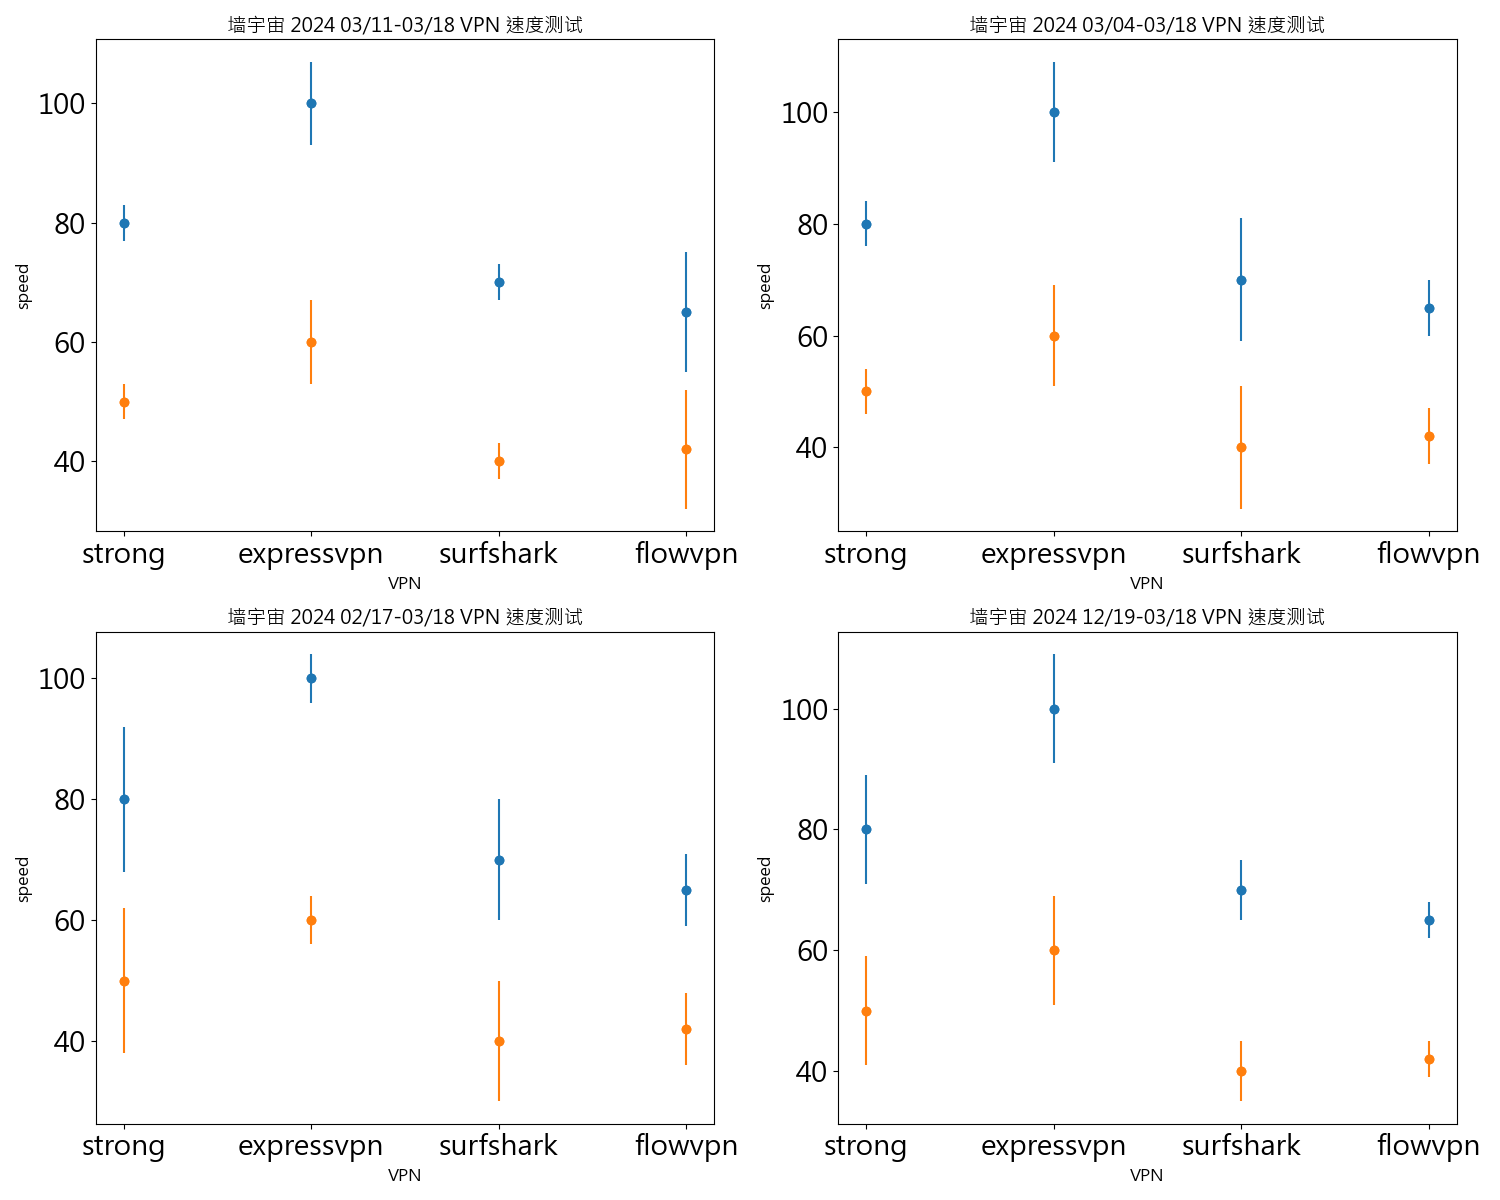 墙宇宙 2024 03/11-03/18 VPN 速度测试
100
80
60
40
speed
strong expressvpn surfshark flowvpn
VPN
墙宇宙 2024 03/04-03/18 VPN 速度测试
100
80
60
40
speed
strong expressvpn surfshark flowvpn
VPN
墙宇宙 2024 02/17-03/18 VPN 速度测试
100
80
60
40
speed
strong expressvpn surfshark flowvpn
VPN
墙宇宙 2024 12/19-03/18 VPN 速度测试
100
80
60
40
speed
strong expressvpn surfshark flowvpn
VPN